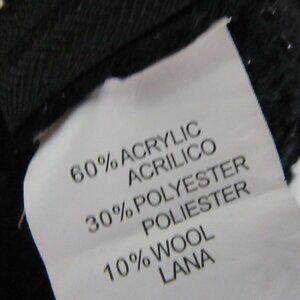 60% ACRYLIC
ACRILICO
30% POLYESTER
POLIESTER
10% WOOL
LANA